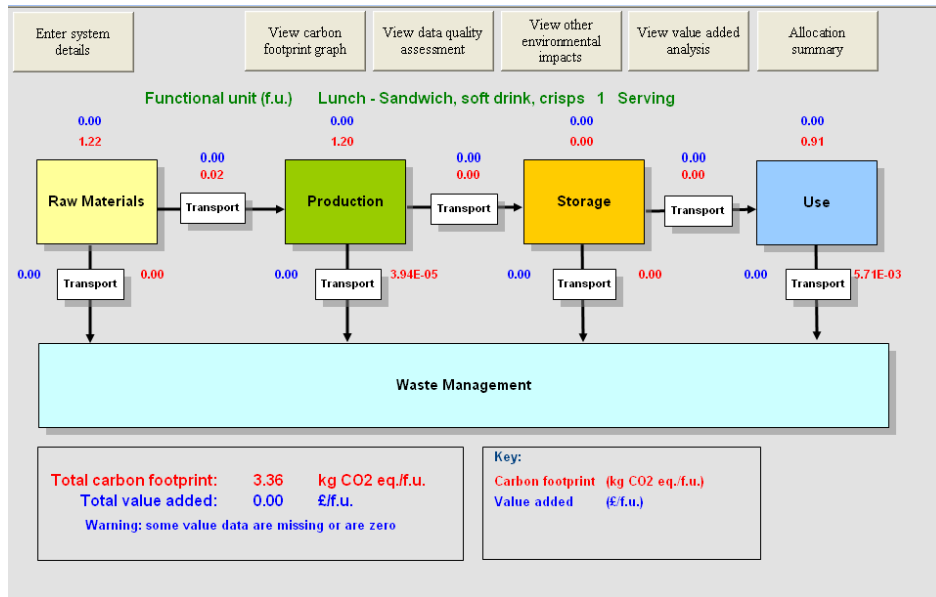 Enter system
details
View carbon
footprint graph
View data quality
assessment
View other
environmental
impacts
View value added
analysis
Allocation
summary
Functional unit (f.u.) Lunch - Sandwich, soft drink, crisps 1 Serving
0.00 0.00 0.00 0.00
1.22 1.20 0.00 0.91
0.00 0.00 0.00
0.02 0.00 0.00
Raw Materials Transport Production Transport Storage Transport Use
0.00 Transport 0.00 0.00 Transport 3.94E-05 0.00 Transport 0.00 0.00 Transport 5.71E-03
Waste Management
Total carbon footprint: 3.36 kg CO2 eq./f.u.
Total value added: 0.00 £/f.u.
Warning: some value data are missing or are zero
Key:
Carbon footprint (kg CO2 eq./f.u.)
Value added (£/f.u.)